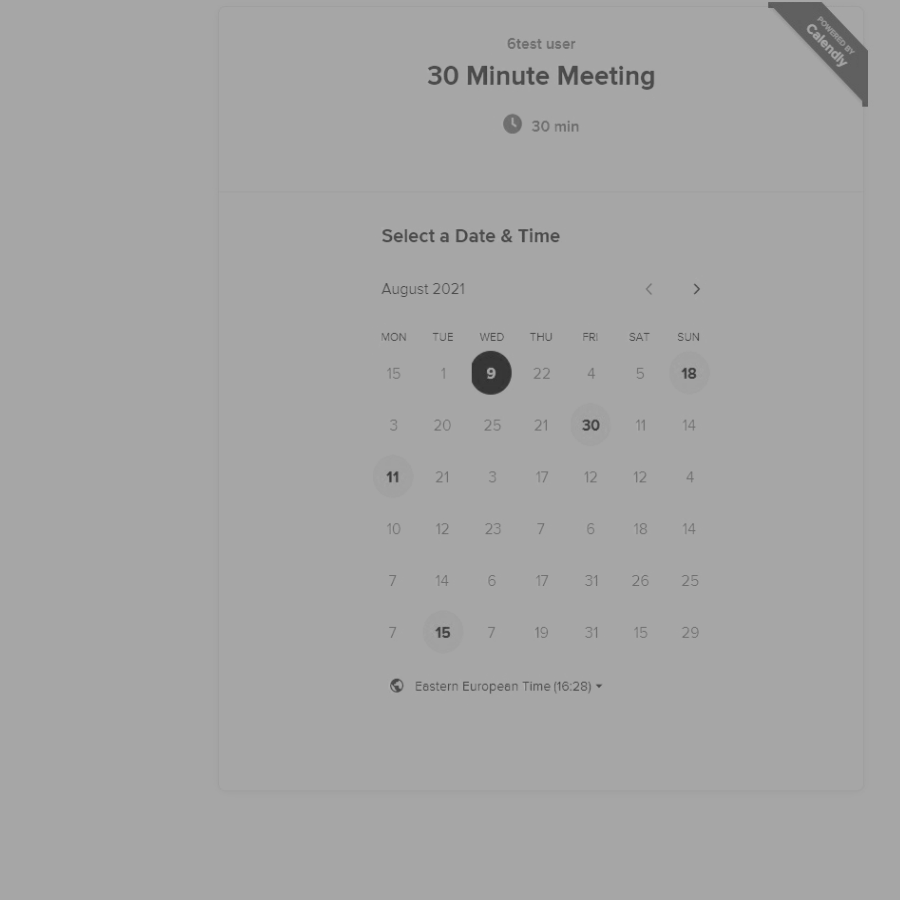 POWERED BY
Calendly
6test user
30 Minute Meeting
30 min
Select a Date & Time
August 2021
MON TUE WED THU FRI SAT SUN
15 1 9 22 4 5 18
3 20 25 21 30 11 14
11 21 3 17 12 12 4
10 12 23 7 6 18 14
7 14 6 17 31 26 25
7 15 7 19 31 15 29
Eastern European Time (16:28)